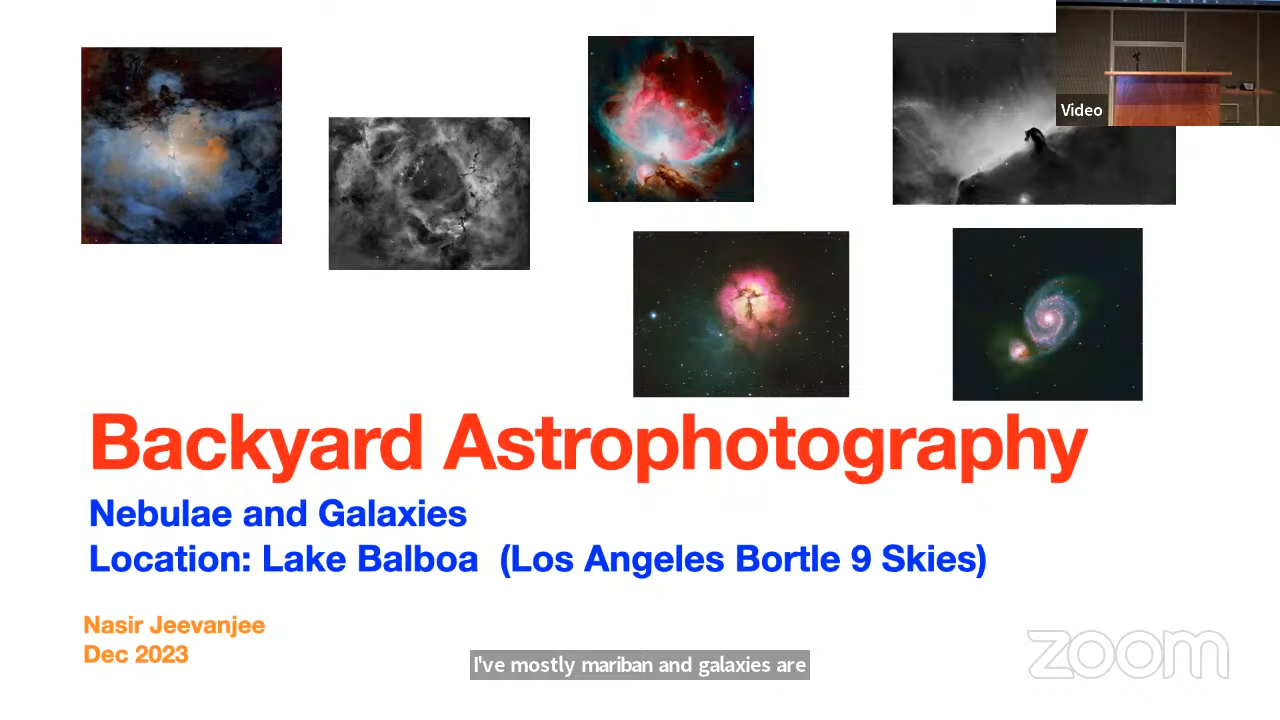 Video
Backyard Astrophotography
Nebulae and Galaxies
Location: Lake Balboa (Los Angeles Bortle 9 Skies)
Nasir Jeevanjee
Dec 2023
I've mostly mariban and galaxies are
zoom